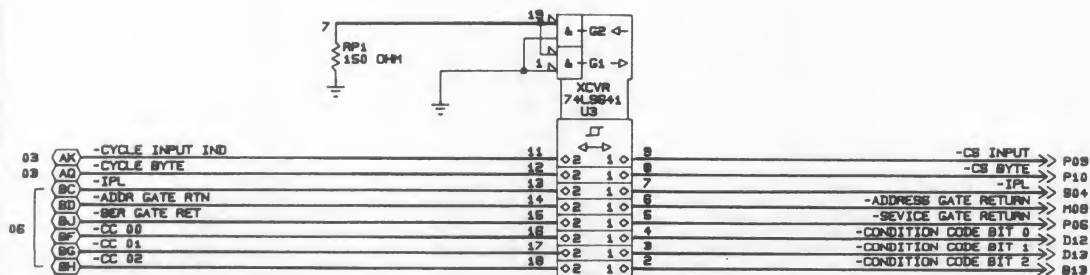 7
19
& G2
RP1
150 OHM
1
& G1
XCVR
74LS641
U3
03 AK -CYCLE INPUT IND 11 2 1 9 -CS INPUT P09
03 AQ -CYCLE BYTE 12 2 1 8 -CS BYTE P10
BC -IPL 13 2 1 7 -IPL S04
BD -ADDR GATE RTN 14 2 1 6 -ADDRESS GATE RETURN M08
06 BJ -SER GATE RET 15 2 1 5 -SEVICE GATE RETURN P06
BF -CC 00 16 2 1 4 -CONDITION CODE BIT 0 D12
BG -CC 01 17 2 1 3 -CONDITION CODE BIT 1
BH -CC 02 18 2 1 2 -CONDITION CODE BIT 2